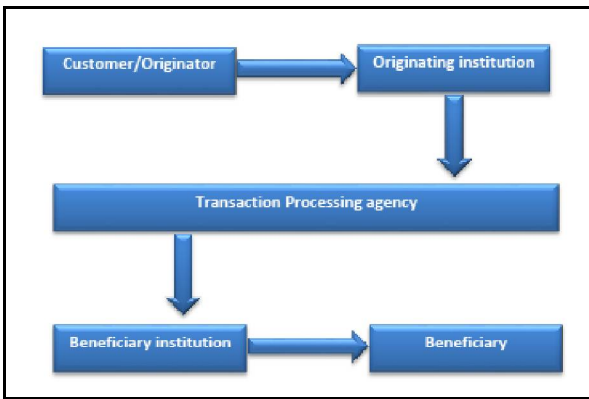 Customer/Originator
Originating institution
Transaction Processing agency
Beneficiary institution
Beneficiary